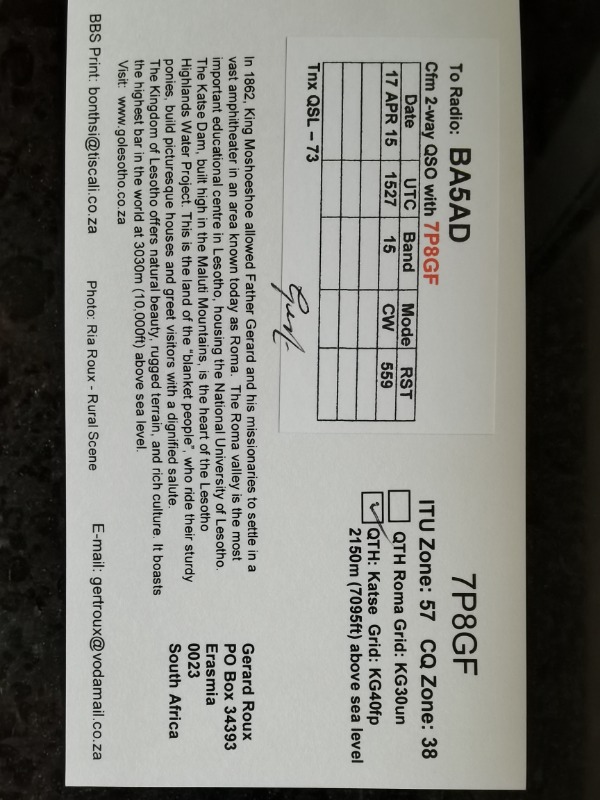 7P8GF
To Radio: BA5AD
Cfm 2-way QSO with 7P8GF
Date UTC Band Mode RST
17 APR 15 1527 15 CW 559
Tnx QSL – 73
ITU Zone: 57 CQ Zone: 38
QTH Roma Grid: KG30un
QTH: Katse Grid: KG40fp
2150m (7095ft) above sea level
In 1862, King Moshoeshoe allowed Father Gerard and his missionaries to settle in a
vast amphitheater in an area known today as Roma. The Roma valley is the most
important educational centre in Lesotho, housing the National University of Lesotho.
The Katse Dam, built high in the Maluti Mountains, is the heart of the Lesotho
Highlands Water Project. This is the land of the "blanket people", who ride their sturdy
ponies, build picturesque houses and greet visitors with a dignified salute.
The Kingdom of Lesotho offers natural beauty, rugged terrain, and rich culture. It boasts
the highest bar in the world at 3030m (10,000ft) above sea level.
Visit: www.golesotho.co.za
Gerard Roux
PO Box 34393
Erasmia
0023
South Africa
BBS Print: bonthsi@tiscali.co.za Photo: Ria Roux - Rural Scene E-mail: gertroux@vodamail.co.za